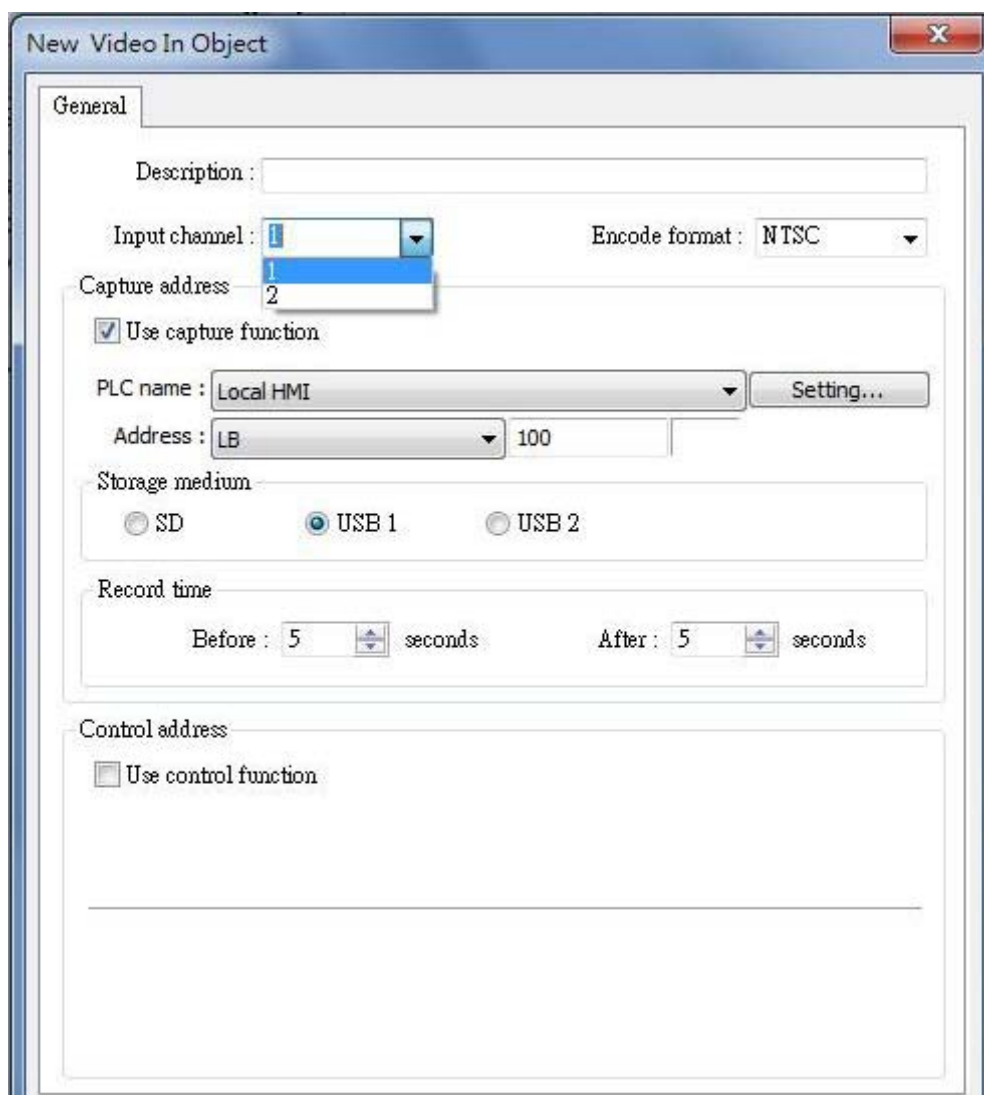 New Video In Object
General
Description :
Input channel : 1 Encode format : NTSC
1
2
Capture address
Use capture function
PLC name : Local HMI Setting...
Address : LB 100
Storage medium
SD USB 1 USB 2
Record time
Before : 5 seconds After : 5 seconds
Control address
Use control function